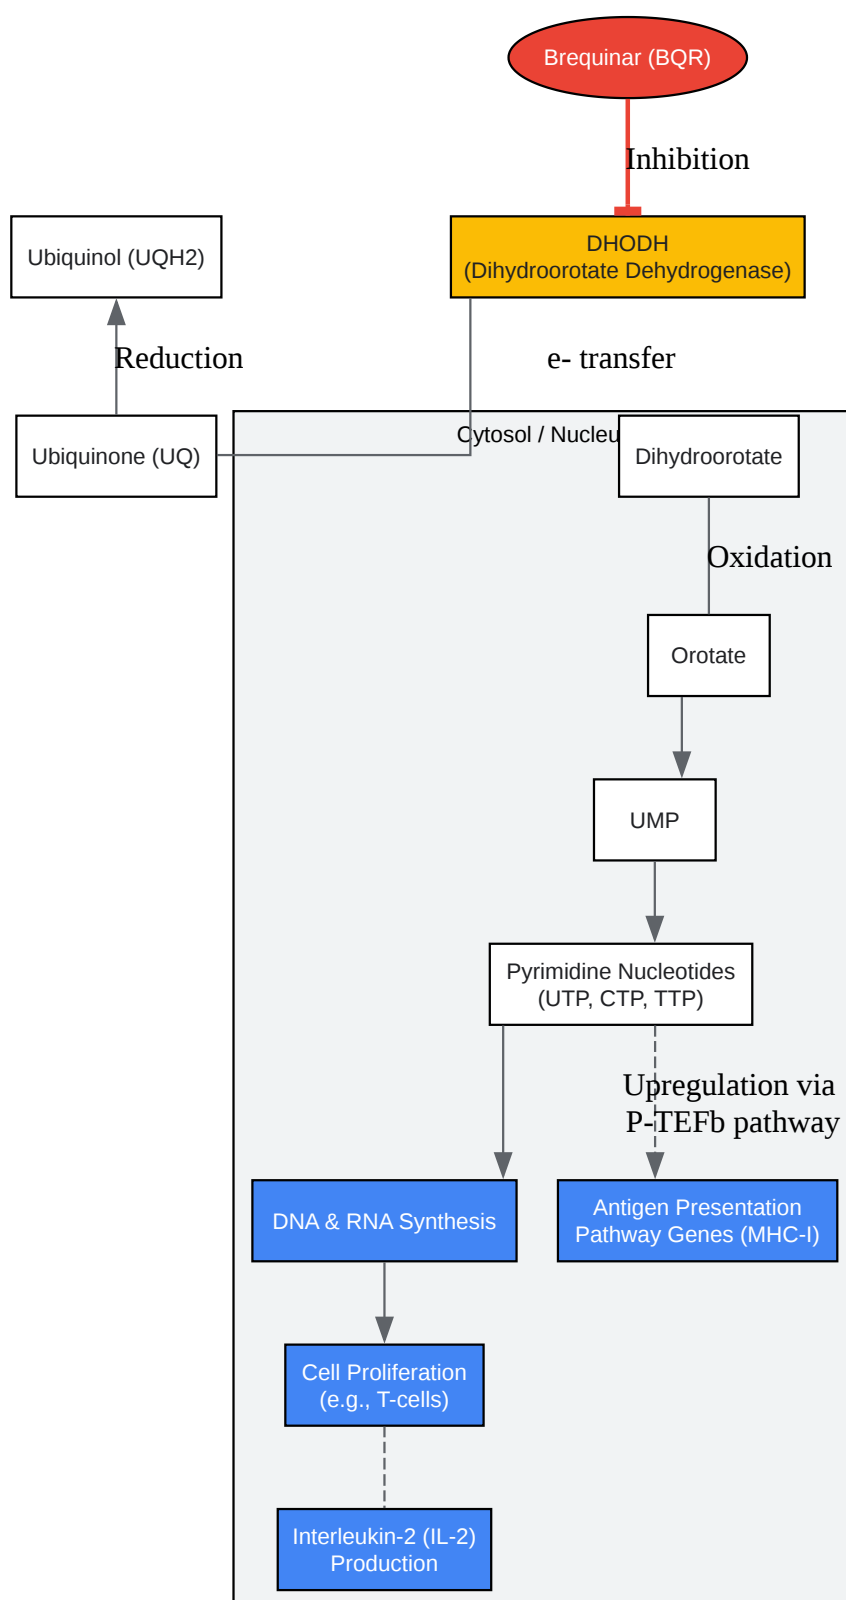 Brequinar (BQR)
Inhibition
Ubiquinol (UQH2)
DHODH
(Dihydroorotate Dehydrogenase)
Reduction
e- transfer
Cytosol / Nucleu
Ubiquinone (UQ)
Dihydroorotate
Oxidation
Orotate
UMP
Pyrimidine Nucleotides
(UTP, CTP, TTP)
Upregulation via
P-TEFb pathway
DNA & RNA Synthesis
Antigen Presentation
Pathway Genes (MHC-I)
Cell Proliferation
(e.g., T-cells)
Interleukin-2 (IL-2)
Production